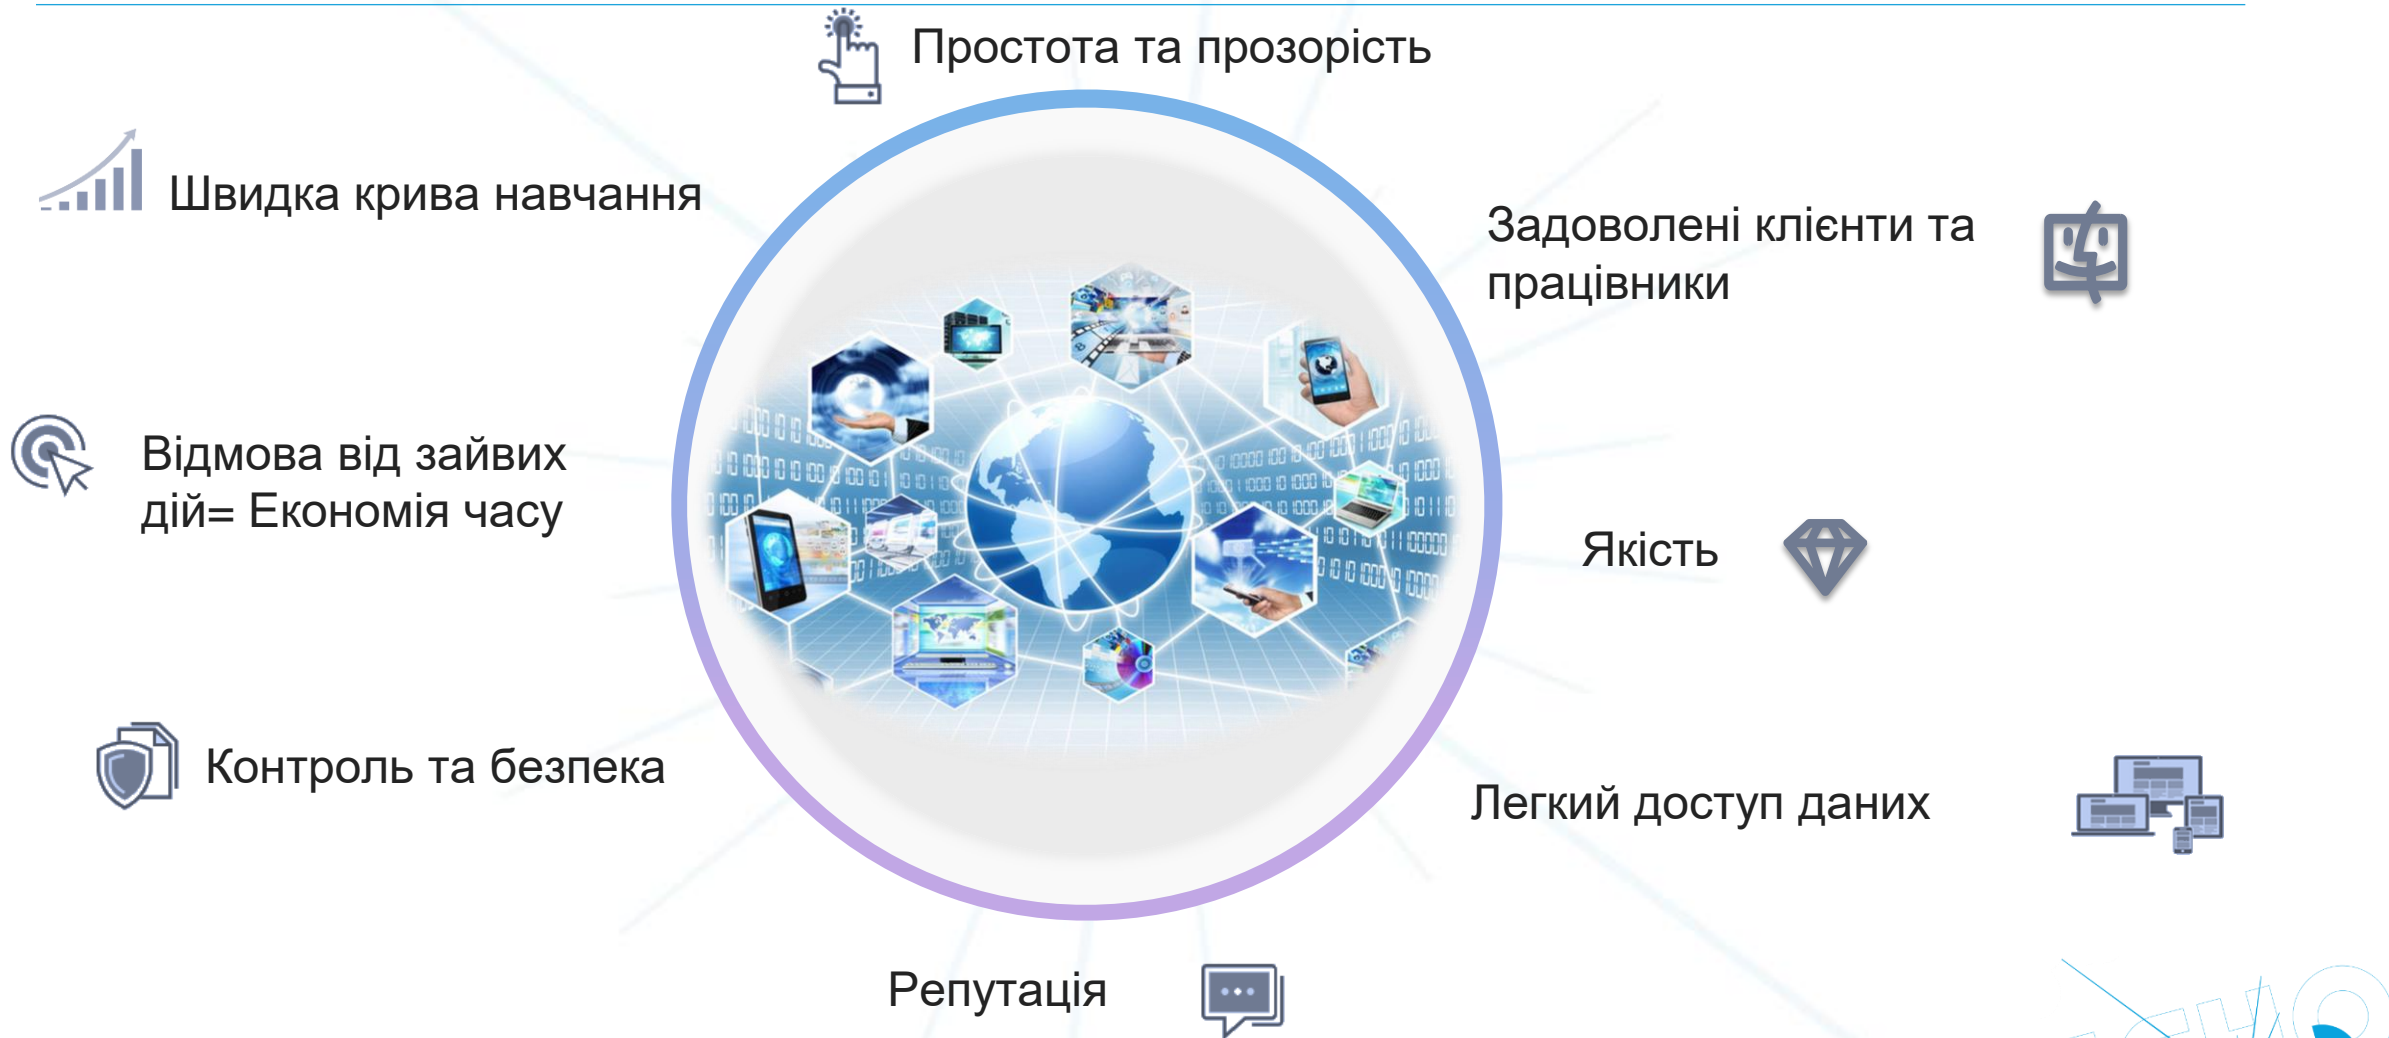 Простота та прозорість
Швидка крива навчання
Задоволені клієнти та
працівники
Відмова від зайвих
дій= Економія часу
Якість
Контроль та безпека
Легкий доступ даних
Репутація